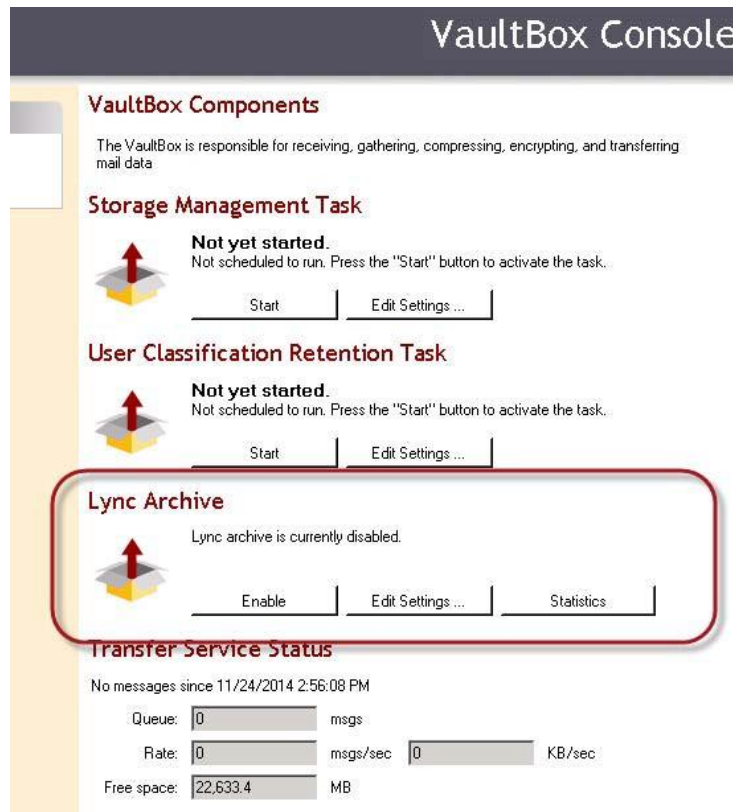 VaultBox Console
VaultBox Components
The VaultBox is responsible for receiving, gathering, compressing, encrypting, and transferring
mail data
Storage Management Task
Not yet started.
Not scheduled to run. Press the "Start" button to activate the task.
Start Edit Settings ...
User Classification Retention Task
Not yet started.
Not scheduled to run. Press the "Start" button to activate the task.
Start Edit Settings ...
Lync Archive
Lync archive is currently disabled.
Enable Edit Settings ... Statistics
Transfer Service Status
No messages since 11/24/2014 2:56:08 PM
Queue: 0 msgs
Rate: 0 msgs/sec 0 KB/sec
Free space: 22,633.4 MB